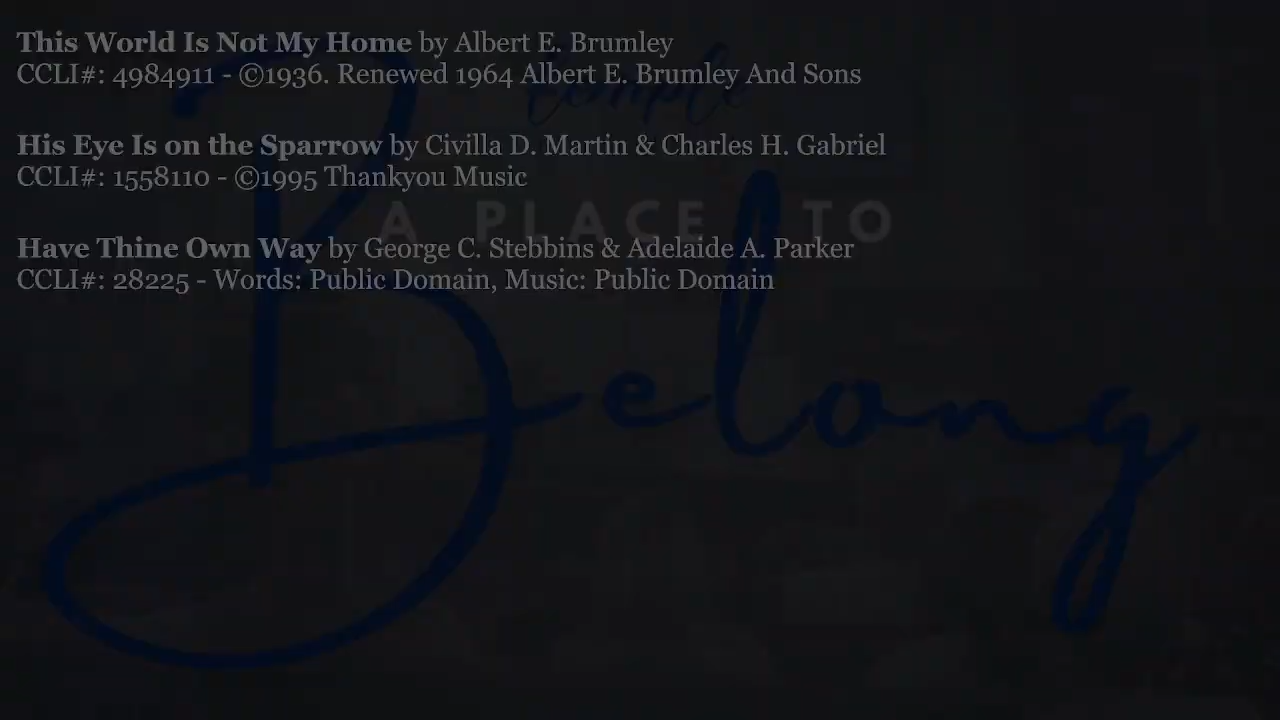 This World Is Not My Home by Albert E. Brumley
CCLI#: 4984911 - ©1936. Renewed 1964 Albert E. Brumley And Sons
temple
His Eye Is on the Sparrow by Civilla D. Martin & Charles H. Gabriel
CCLI#: 1558110 - ©1995 Thankyou Music
A PLACE TO
Have Thine Own Way by George C. Stebbins & Adelaide A. Parker
CCLI#: 28225 - Words: Public Domain, Music: Public Domain
Belong